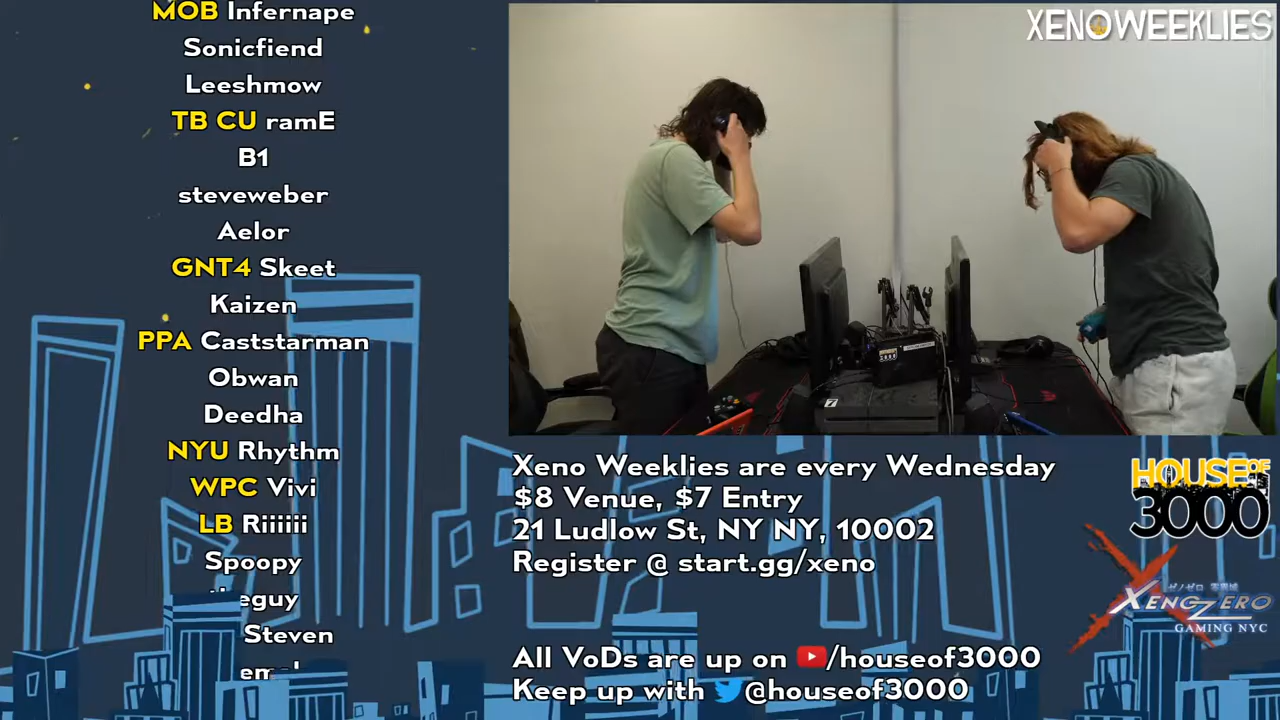 MOB Infernape
Sonicfiend
Leeshmow
TB CU ramE
B1
steveweber
Aelor
GNT4 Skeet
Kaizen
PPA Caststarman
Obwan
Deedha
NYU Rhythm
WPC Vivi
LB Riiiiii
Spoopy
eguy
Steven
XENOWEEKLIES
7
Xeno Weeklies are every Wednesday
$8 Venue, $7 Entry
21 Ludlow St, NY NY, 10002
Register @ start.gg/xeno
All VoDs are up on /houseof3000
Keep up with @houseof3000
HOUSE OF
3000
XENOZERO
GAMING NYC